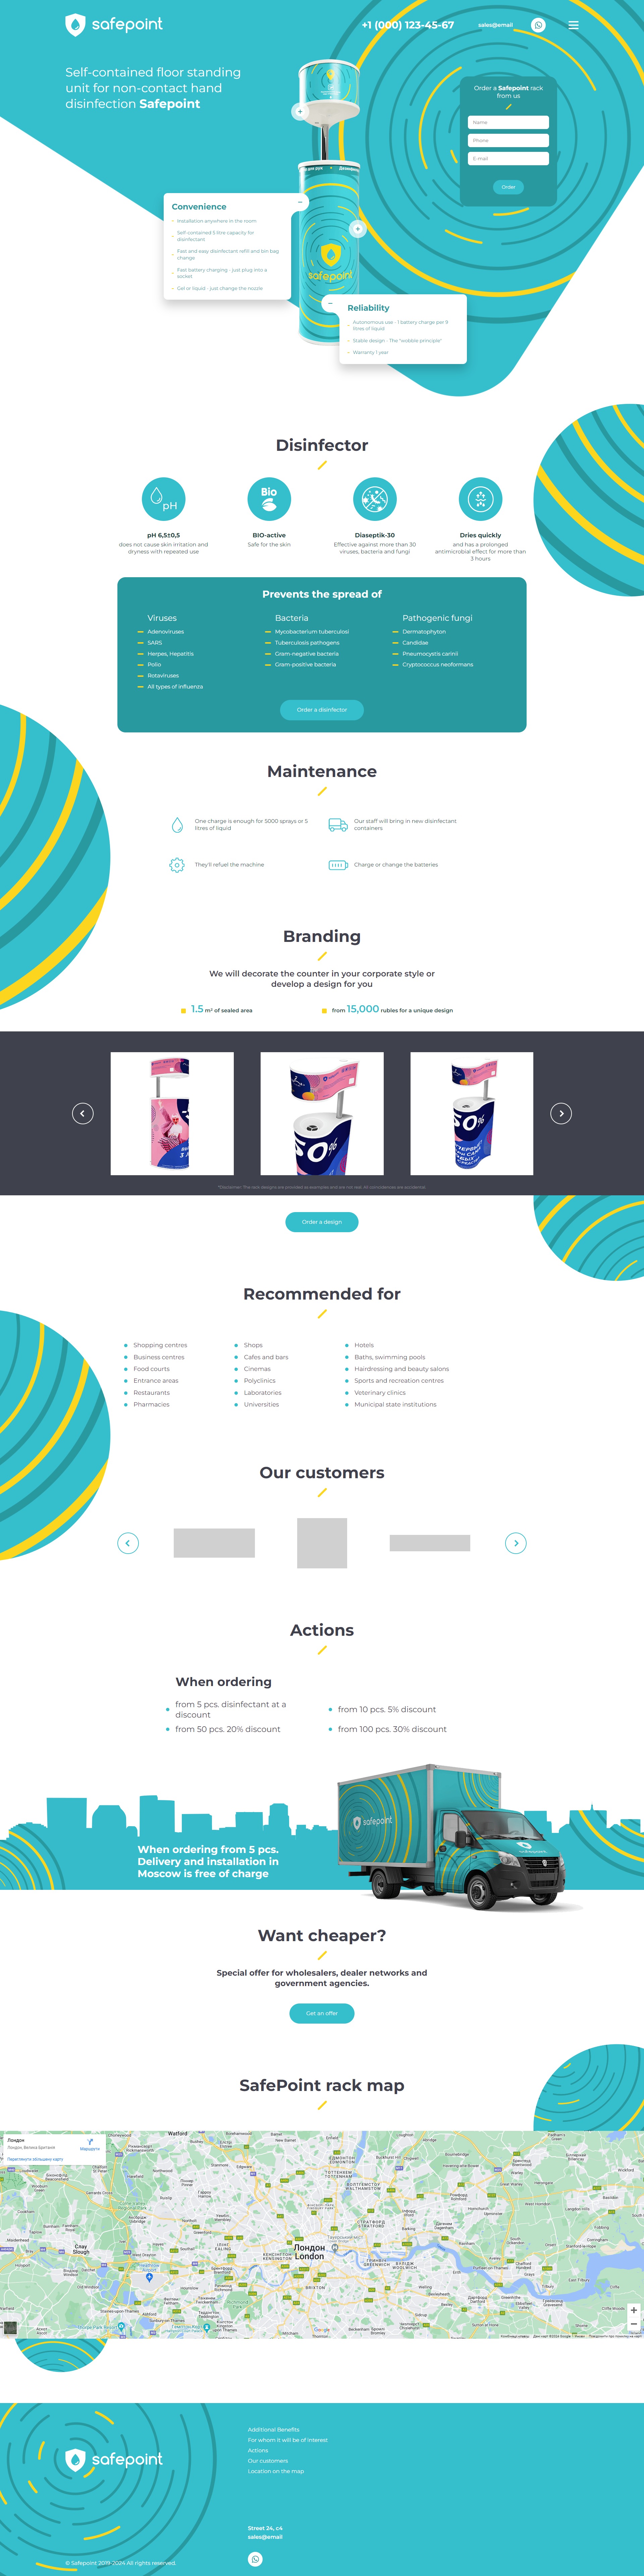 safepoint
+1 (000) 123-45-67
sales@email
Self-contained floor standing
unit for non-contact hand
disinfection Safepoint
Order a Safepoint rack
from us
Name
Phone
E-mail
Order
Convenience
Installation anywhere in the room
Self-contained 5 litre capacity for
disinfectant
Fast and easy disinfectant refill and bin bag
change
Fast battery charging - just plug into a
socket
Gel or liquid - just change the nozzle
safepoint
Reliability
Autonomous use - 1 battery charge per 9
litres of liquid
Stable design - The "wobble principle"
Warranty 1 year
Disinfector
pH
Bio
pH 6,5±0,5
does not cause skin irritation and
dryness with repeated use
BIO-active
Safe for the skin
Diaseptik-30
Effective against more than 30
viruses, bacteria and fungi
Dries quickly
and has a prolonged
antimicrobial effect for more than
3 hours
Prevents the spread of
Viruses
Adenoviruses
SARS
Herpes, Hepatitis
Polio
Rotaviruses
All types of influenza
Bacteria
Mycobacterium tuberculosi
Tuberculosis pathogens
Gram-negative bacteria
Gram-positive bacteria
Pathogenic fungi
Dermatophyton
Candidae
Pneumocystis carinii
Cryptococcus neoformans
Order a disinfector
Maintenance
One charge is enough for 5000 sprays or 5
litres of liquid
Our staff will bring in new disinfectant
containers
They'll refuel the machine
Charge or change the batteries
Branding
We will decorate the counter in your corporate style or
develop a design for you
1.5 m² of sealed area
from 15,000 rubles for a unique design
50%
50%
*Disclaimer: The rack designs are provided as examples and are not real. All coincidences are accidental
Order a design
Recommended for
Shopping centres
Business centres
Food courts
Entrance areas
Restaurants
Pharmacies
Shops
Cafes and bars
Cinemas
Polyclinics
Laboratories
Universities
Hotels
Baths, swimming pools
Hairdressing and beauty salons
Sports and recreation centres
Veterinary clinics
Municipal state institutions
Our customers
Actions
When ordering
from 5 pcs. disinfectant at a
discount
from 10 pcs. 5% discount
from 50 pcs. 20% discount
from 100 pcs. 30% discount
safepoint
When ordering from 5 pcs.
Delivery and installation in
Moscow is free of charge
Want cheaper?
Special offer for wholesalers, dealer networks and
government agencies.
Get an offer
SafePoint rack map
Лондон
Лондон, Велика Британія
Маршрути
Переглянути збільшену карту
Watford
Слау
Slough
Лондон
London
BRIXTON
safepoint
Additional Benefits
For whom it will be of interest
Actions
Our customers
Location on the map
Street 24, c4
sales@email
© Safepoint 2019-2024 All rights reserved.